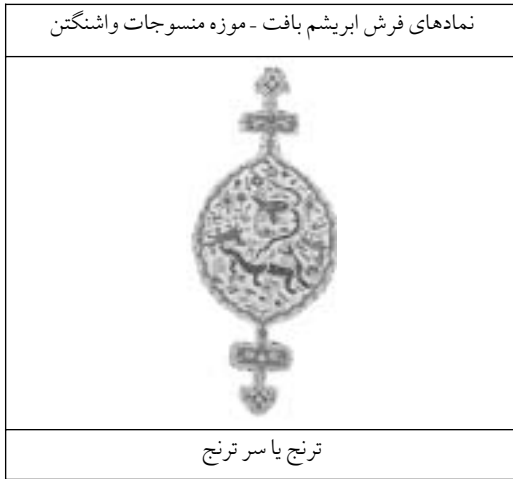 نمادهای فرش ابریشم بافت - موزه منسوجات واشنگتن
ترنج یا سر ترنج